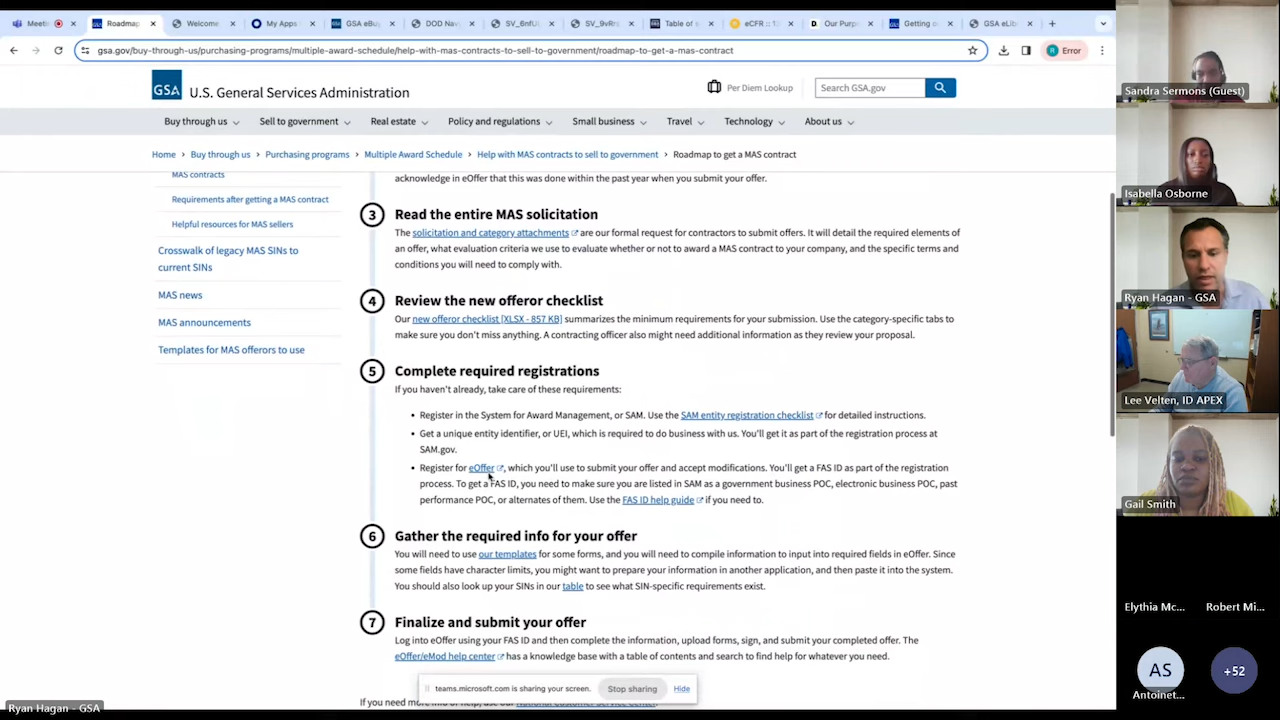 Meeti
Roadmap
Welcome
My Apps
GSA eBuy
DOD Nav
SV_6nfU
SV_9vRr
Table of s
eCFR :: 1
Our Purp
Getting o
GSA eLib
gsa.gov/buy-through-us/purchasing-programs/multiple-award-schedule/help-with-mas-contracts-to-sell-to-government/roadmap-to-get-a-mas-contract
R Error
GSA U.S. General Services Administration
Per Diem Lookup
Search GSA.gov
Buy through us Sell to government Real estate Policy and regulations Small business Travel Technology About us
Home > Buy through us > Purchasing programs > Multiple Award Schedule > Help with MAS contracts to sell to government > Roadmap to get a MAS contract
MAS contracts
Requirements after getting a MAS contract
Helpful resources for MAS sellers
Crosswalk of legacy MAS SINs to
current SINs
MAS news
MAS announcements
Templates for MAS offerors to use
acknowledge in eOffer that this was done within the past year when you submit your offer.
3 Read the entire MAS solicitation
The solicitation and category attachments are our formal request for contractors to submit offers. It will detail the required elements of
an offer, what evaluation criteria we use to evaluate whether or not to award a MAS contract to your company, and the specific terms and
conditions you will need to comply with.
4 Review the new offeror checklist
Our new offeror checklist [XLSX - 857 KB] summarizes the minimum requirements for your submission. Use the category-specific tabs to
make sure you don't miss anything. A contracting officer also might need additional information as they review your proposal.
5 Complete required registrations
If you haven't already, take care of these requirements:
• Register in the System for Award Management, or SAM. Use the SAM entity registration checklist for detailed instructions.
• Get a unique entity identifier, or UEI, which is required to do business with us. You'll get it as part of the registration process at
SAM.gov.
• Register for eOffer, which you'll use to submit your offer and accept modifications. You'll get a FAS ID as part of the registration
process. To get a FAS ID, you need to make sure you are listed in SAM as a government business POC, electronic business POC, past
performance POC, or alternates of them. Use the FAS ID help guide if you need to.
6 Gather the required info for your offer
You will need to use our templates for some forms, and you will need to compile information to input into required fields in eOffer. Since
some fields have character limits, you might want to prepare your information in another application, and then paste it into the system.
You should also look up your SINs in our table to see what SIN-specific requirements exist.
7 Finalize and submit your offer
Log into eOffer using your FAS ID and then complete the information, upload forms, sign, and submit your completed offer. The
eOffer/eMod help center has a knowledge base with a table of contents and search to find help for whatever you need.
teams.microsoft.com is sharing your screen. Stop sharing Hide
If you need more info or help, use our National Customer Service Center.
Ryan Hagan - GSA
Sandra Sermons (Guest)
Isabella Osborne
Ryan Hagan - GSA
Lee Velten, ID APEX
Gail Smith
Elythia Mc... Robert Mi...
AS +52
Antoinet...